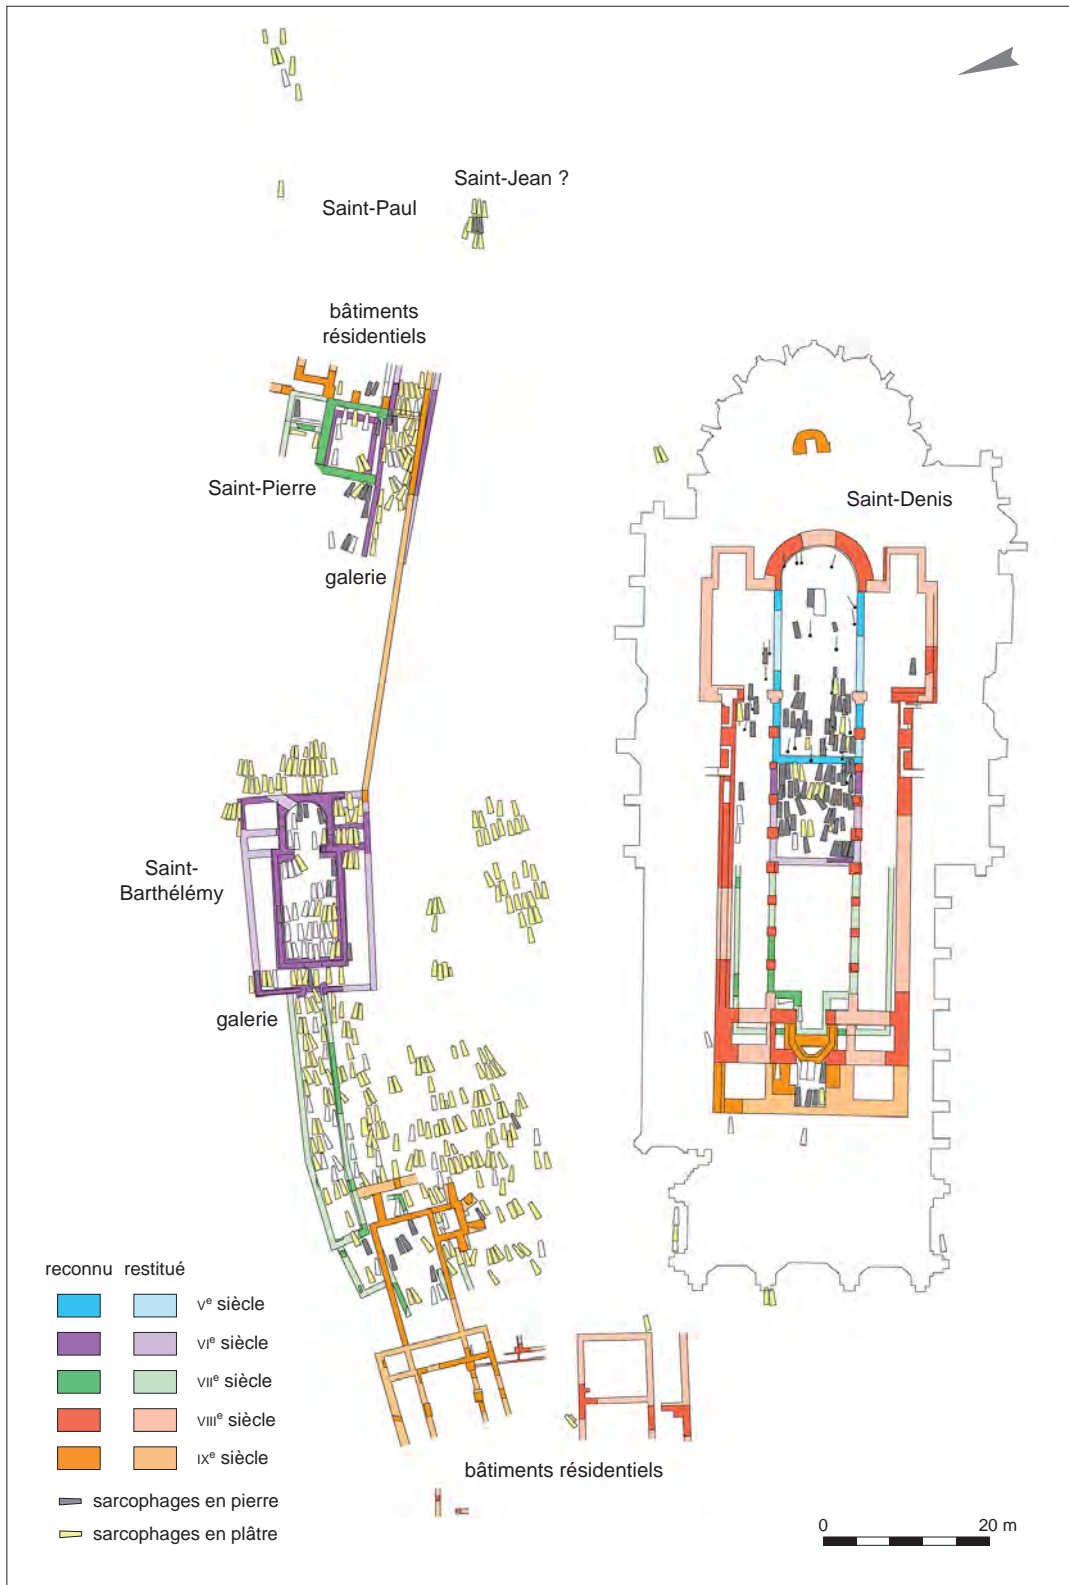 Saint-Jean ?
Saint-Paul
bâtiments
résidentiels
Saint-Pierre
Saint-Denis
galerie
Saint-
Barthélémy
galerie
reconnu restitué
Ve siècle
VIe siècle
VIIe siècle
VIIIe siècle
IXe siècle
sarcophages en pierre
sarcophages en plâtre
bâtiments résidentiels
0 20 m